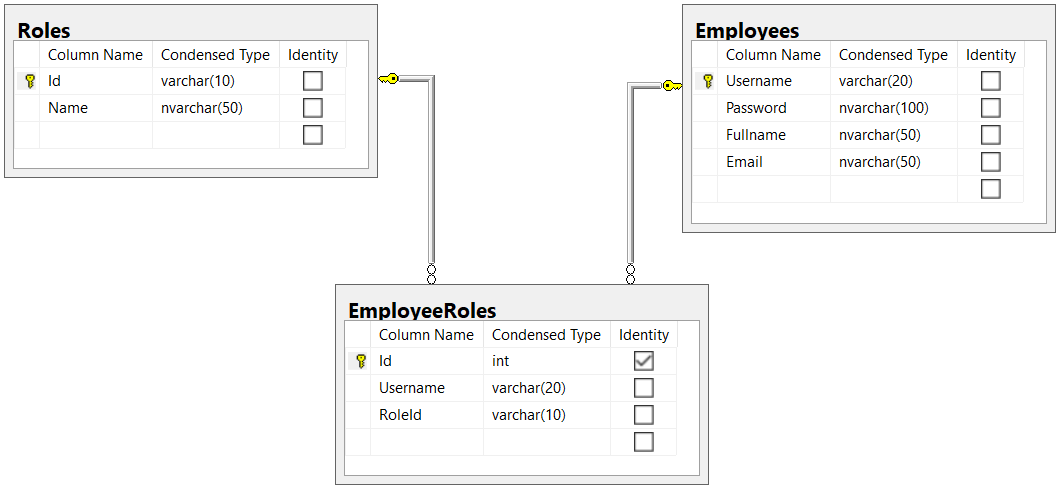 Roles
Column Name Condensed Type Identity
Id varchar(10)
Name nvarchar(50)
Employees
Column Name Condensed Type Identity
Username varchar(20)
Password nvarchar(100)
Fullname nvarchar(50)
Email nvarchar(50)
EmployeeRoles
Column Name Condensed Type Identity
Id int
Username varchar(20)
RoleId varchar(10)